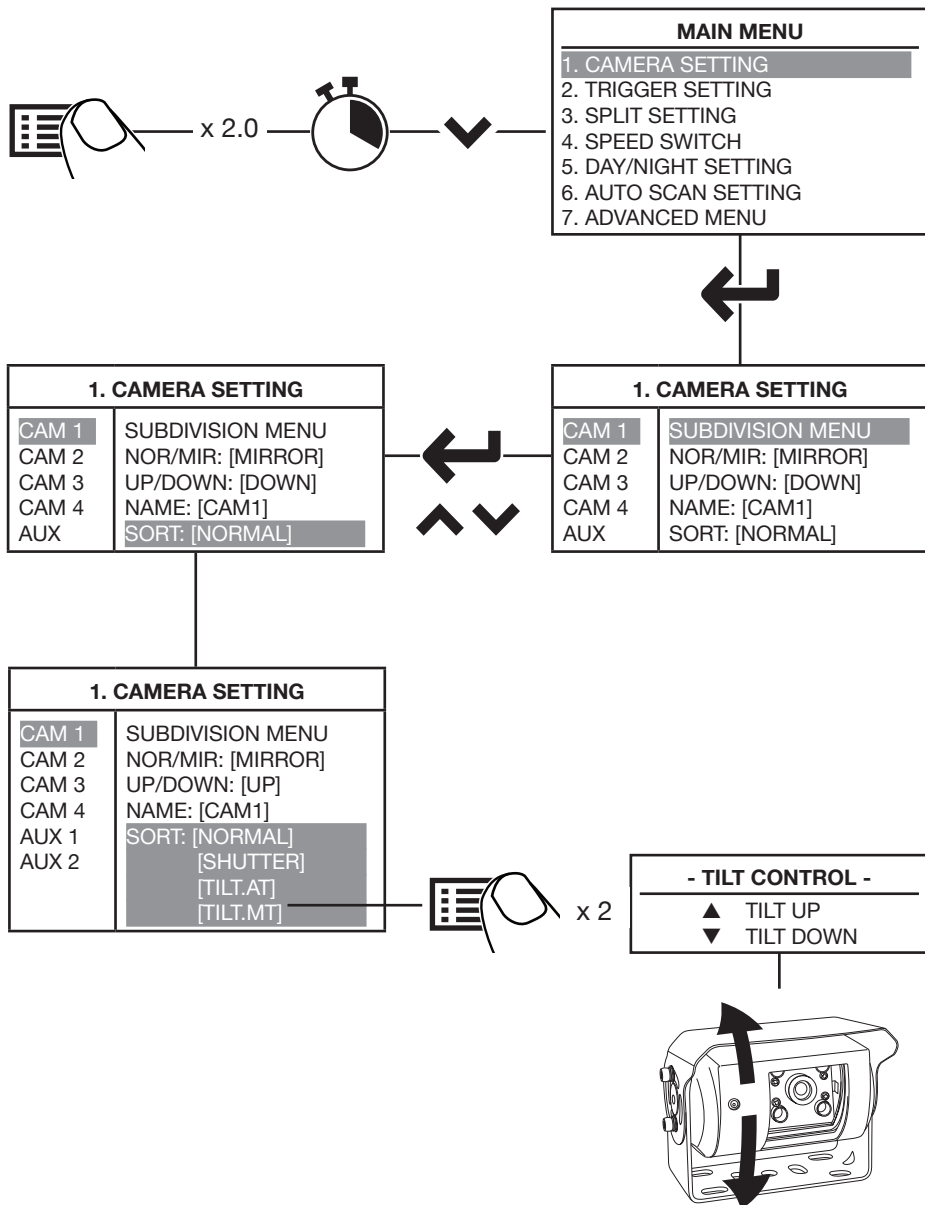 x 2.0
MAIN MENU
1. CAMERA SETTING
2. TRIGGER SETTING
3. SPLIT SETTING
4. SPEED SWITCH
5. DAY/NIGHT SETTING
6. AUTO SCAN SETTING
7. ADVANCED MENU
1. CAMERA SETTING
CAM 1 SUBDIVISION MENU
CAM 2 NOR/MIR: [MIRROR]
CAM 3 UP/DOWN: [DOWN]
CAM 4 NAME: [CAM1]
AUX SORT: [NORMAL]
1. CAMERA SETTING
CAM 1 SUBDIVISION MENU
CAM 2 NOR/MIR: [MIRROR]
CAM 3 UP/DOWN: [DOWN]
CAM 4 NAME: [CAM1]
AUX SORT: [NORMAL]
1. CAMERA SETTING
CAM 1 SUBDIVISION MENU
CAM 2 NOR/MIR: [MIRROR]
CAM 3 UP/DOWN: [UP]
CAM 4 NAME: [CAM1]
AUX 1 SORT: [NORMAL]
AUX 2 [SHUTTER]
[TILT.AT]
[TILT.MT]
x 2
- TILT CONTROL -
▲ TILT UP
▼ TILT DOWN